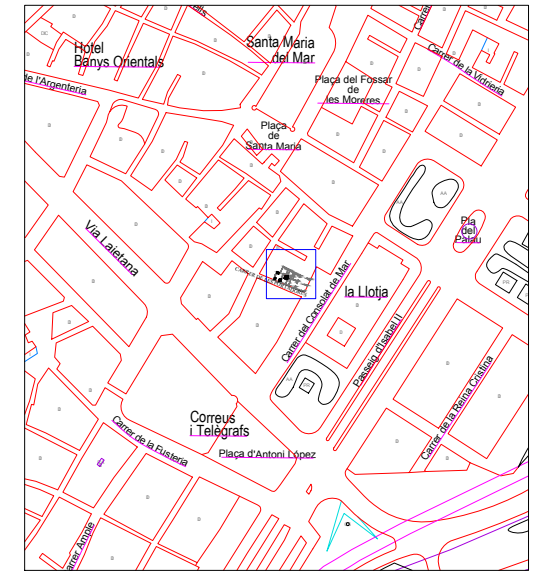 Hotel
Banys Orientals
Santa Maria
del Mar
Carrer de la Vidrieria
Plaça del Fossar
de
les Moreres
de l'Argenteria
Plaça
de
Santa Maria
Pla
del
Palau
Via Laietana
la Llotja
Carrer del Consolat de Mar
Passeig d'Isabel II
Carrer de la Reina Cristina
Correus
i Telègrafs
Carrer de la Fusteria
Plaça d'Antoni López
Carrer Ample